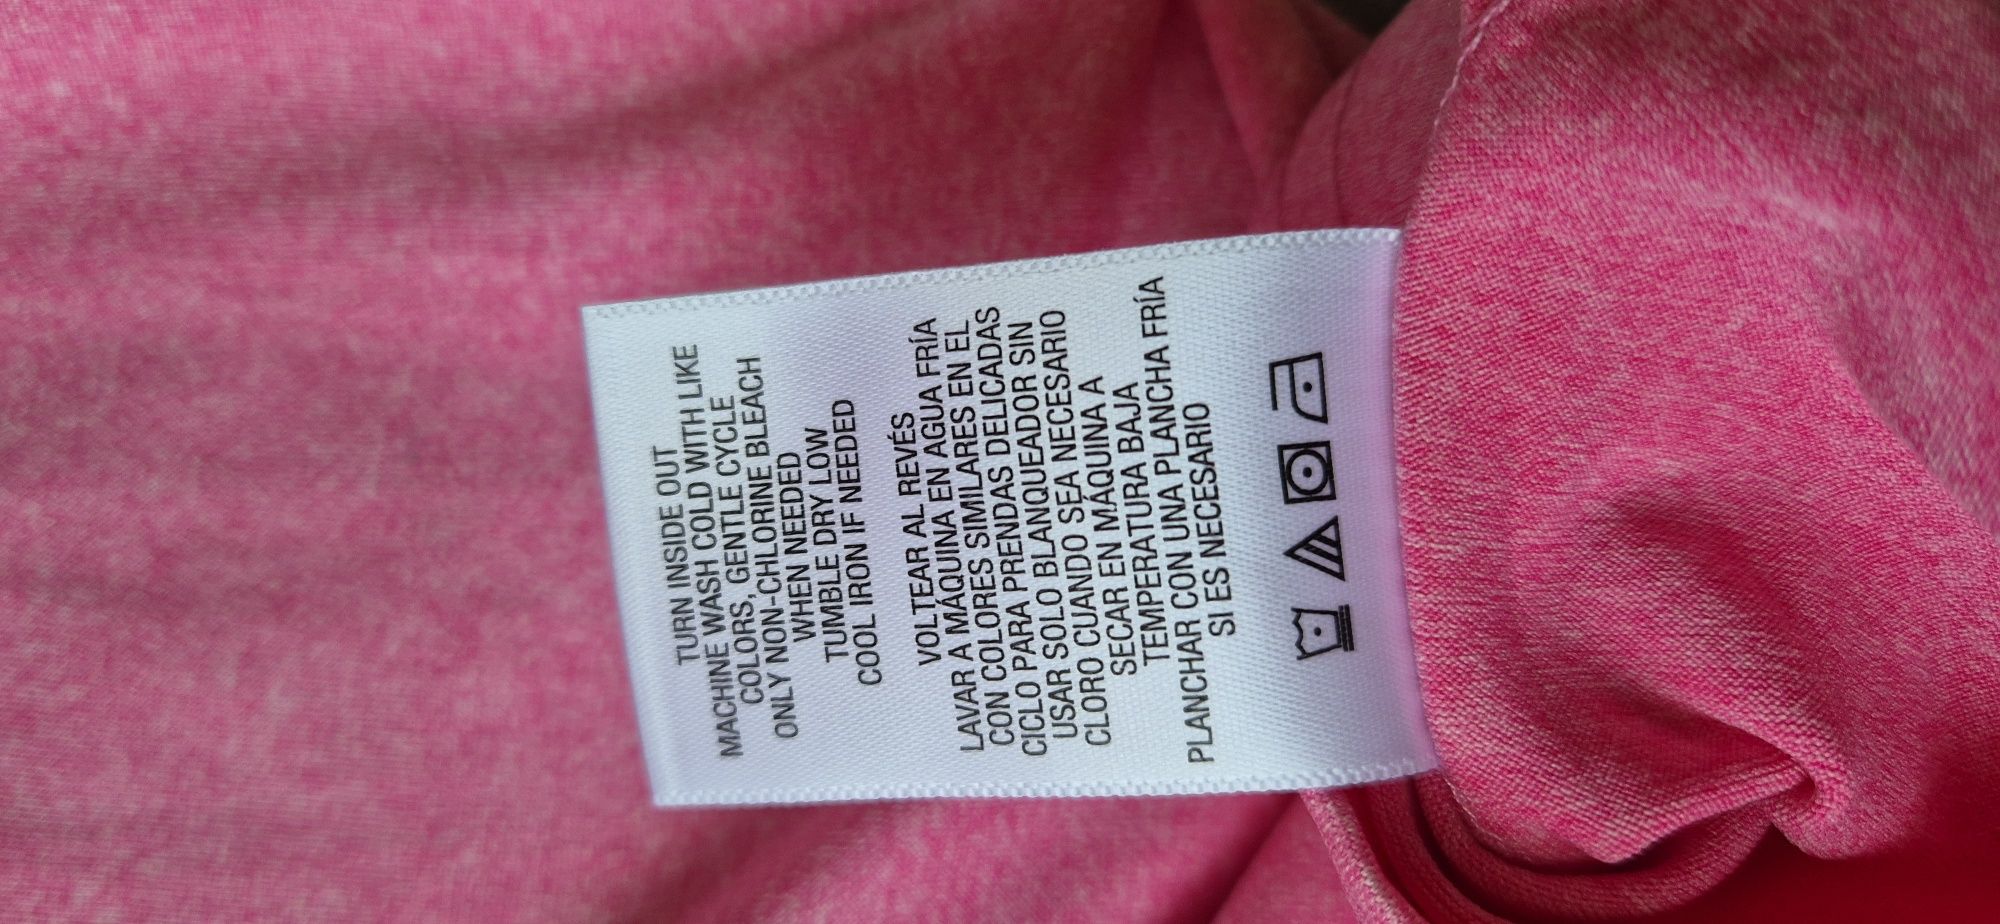 TURN INSIDE OUT
MACHINE WASH COLD WITH LIKE
COLORS, GENTLE CYCLE
ONLY NON-CHLORINE BLEACH
WHEN NEEDED
TUMBLE DRY LOW
COOL IRON IF NEEDED
VOLTEAR AL REVÉS
LAVAR A MÁQUINA EN AGUA FRÍA
CON COLORES SIMILARES EN EL
CICLO PARA PRENDAS DELICADAS
USAR SOLO BLANQUEADOR SIN
CLORO CUANDO SEA NECESARIO
SECAR EN MÁQUINA A
TEMPERATURA BAJA
PLANCHAR CON UNA PLANCHA FRÍA
SI ES NECESARIO